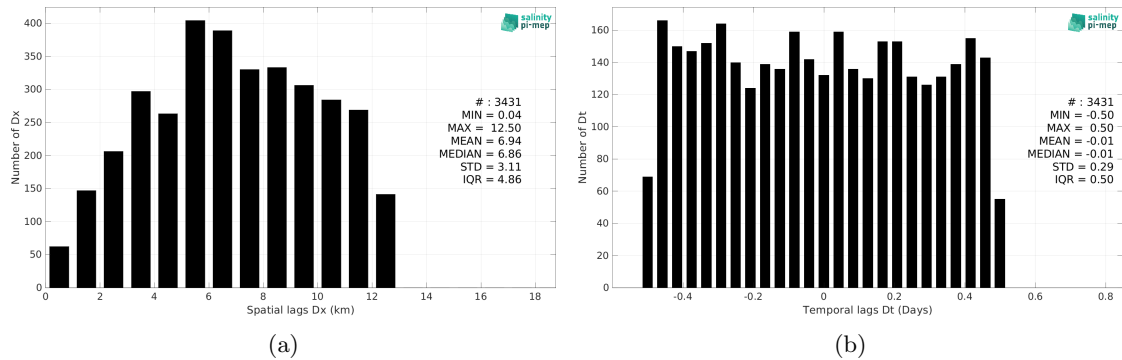 400
350
300
250
200
150
100
50
0
Number of Dx
0 2 4 6 8 10 12 14 16 18
Spatial lags Dx (km)
salinity
pi-mep
# : 3431
MIN = 0.04
MAX = 12.50
MEAN = 6.94
MEDIAN = 6.86
STD = 3.11
IQR = 4.86
(a)
160
140
120
100
80
60
40
20
0
Number of Dt
-0.4 -0.2 0 0.2 0.4 0.6 0.8
Temporal lags Dt (Days)
salinity
pi-mep
# : 3431
MIN = -0.50
MAX = 0.50
MEAN = -0.01
MEDIAN = -0.01
STD = 0.29
IQR = 0.50
(b)